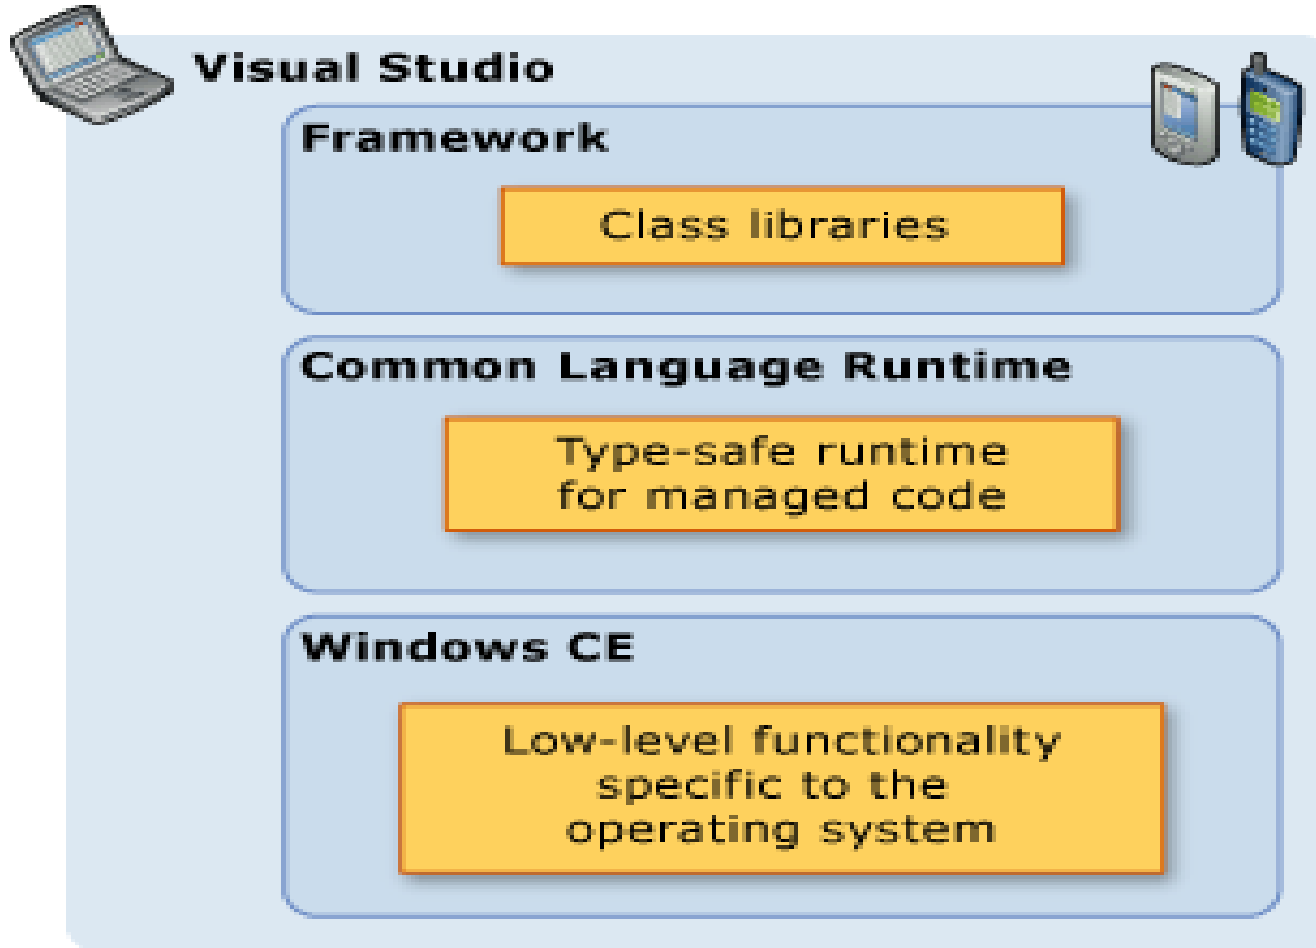 Visual Studio
Framework
Class libraries
Common Language Runtime
Type-safe runtime
for managed code
Windows CE
Low-level functionality
specific to the
operating system